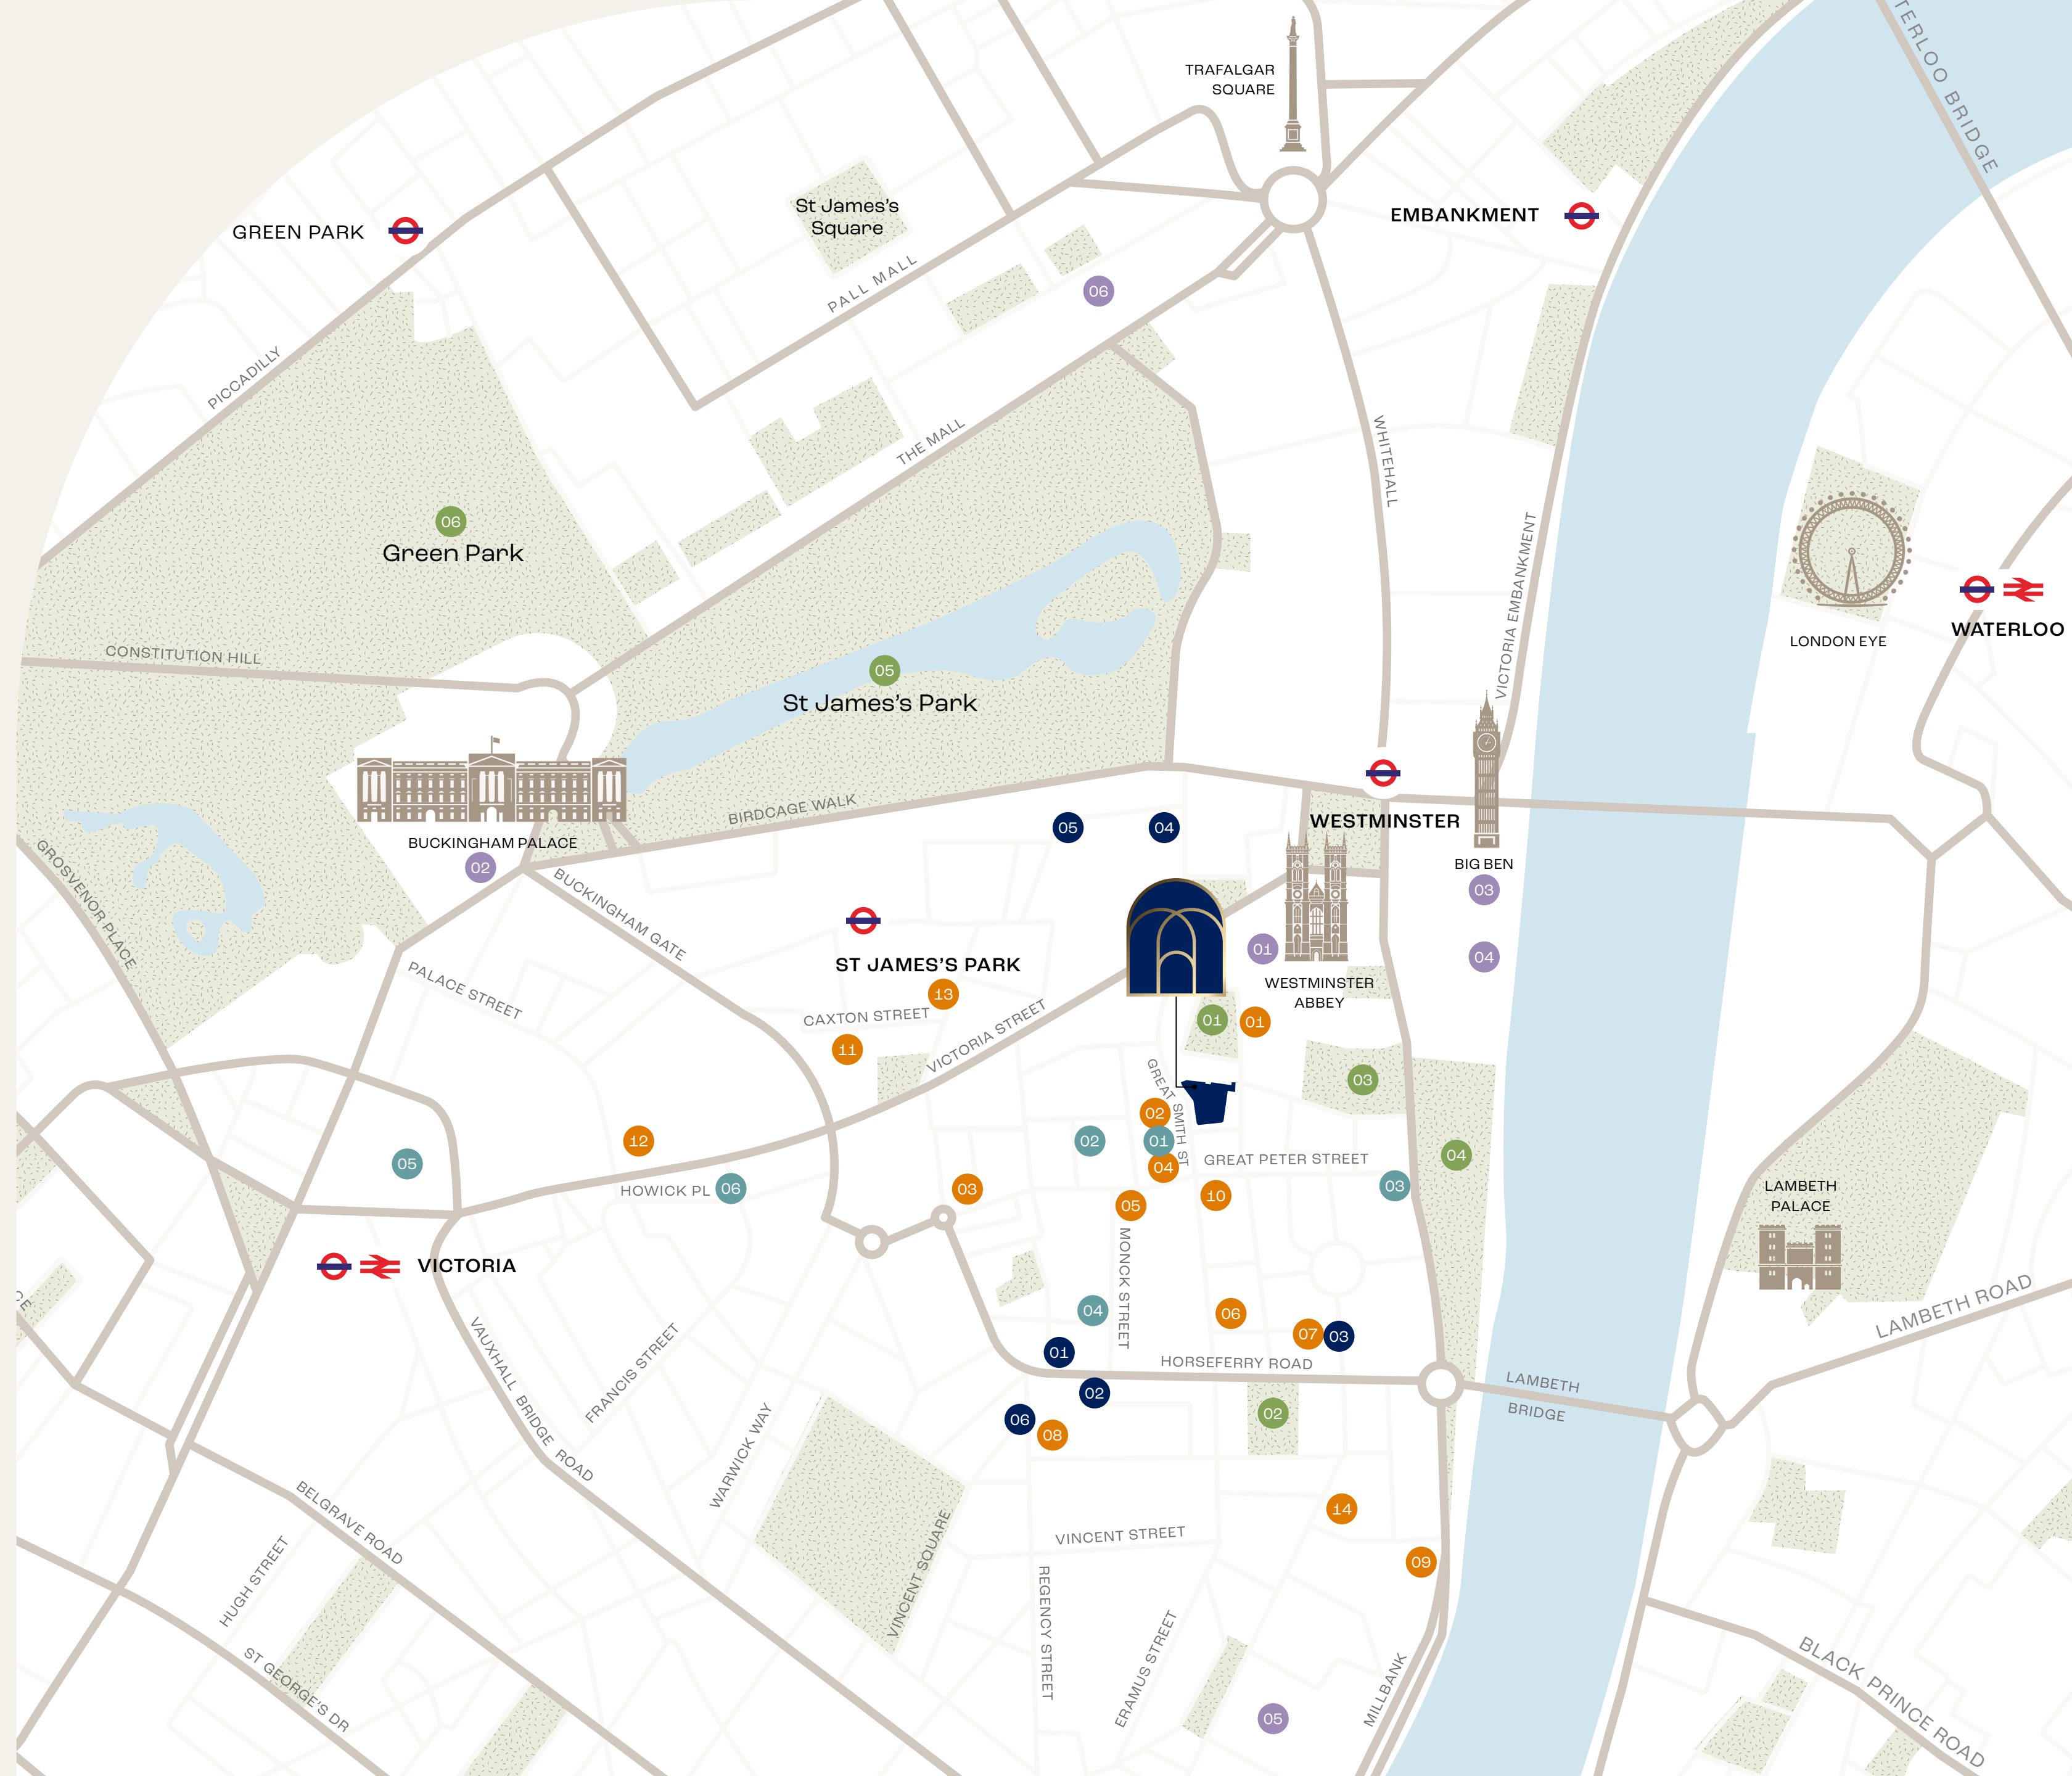 TERLOO BRIDGE
TRAFALGAR
SQUARE
GREEN PARK
EMBANKMENT
St James's
Square
PALL MALL
06
PICCADILLY
THE MALL
WHITEHALL
06
Green Park
VICTORIA EMBANKMENT
LONDON EYE
WATERLOO
CONSTITUTION HILL
05
St James's Park
BIRDCAGE WALK
WESTMINSTER
BUCKINGHAM PALACE
02
05
04
BIG BEN
03
GROSVENOR PLACE
BUCKINGHAM GATE
PALACE STREET
ST JAMES'S PARK
13
CAXTON STREET
11
VICTORIA STREET
01
WESTMINSTER
ABBEY
04
01
01
03
GREAT SMITH ST
02
01
02
04
12
05
HOWICK PL
06
03
GREAT PETER STREET
03
04
05
10
LAMBETH
PALACE
VICTORIA
MONCK STREET
04
06
07
03
01
HORSEFERRY ROAD
02
06
08
02
LAMBETH
BRIDGE
LAMBETH ROAD
CE
VAUXHALL BRIDGE ROAD
FRANCIS STREET
WARWICK WAY
BELGRAVE ROAD
HUGH STREET
ST GEORGE'S DR
VINCENT SQUARE
VINCENT STREET
14
09
REGENCY STREET
ERAMUS STREET
05
MILLBANK
BLACK PRINCE ROAD